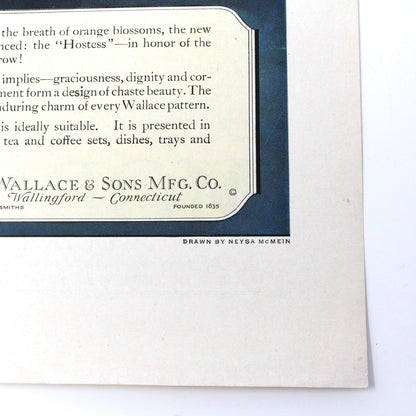 the breath of orange blossoms, the new
nced: the "Hostess"—in honor of the
row!
implies—graciousness, dignity and cor-
ment form a design of chaste beauty. The
nduring charm of every Wallace pattern.
is ideally suitable. It is presented in
tea and coffee sets, dishes, trays and
WALLACE & SONS MFG. CO.
Wallingford — Connecticut ©
SMITHS FOUNDED 1835
DRAWN BY NEYSA MCMEIN